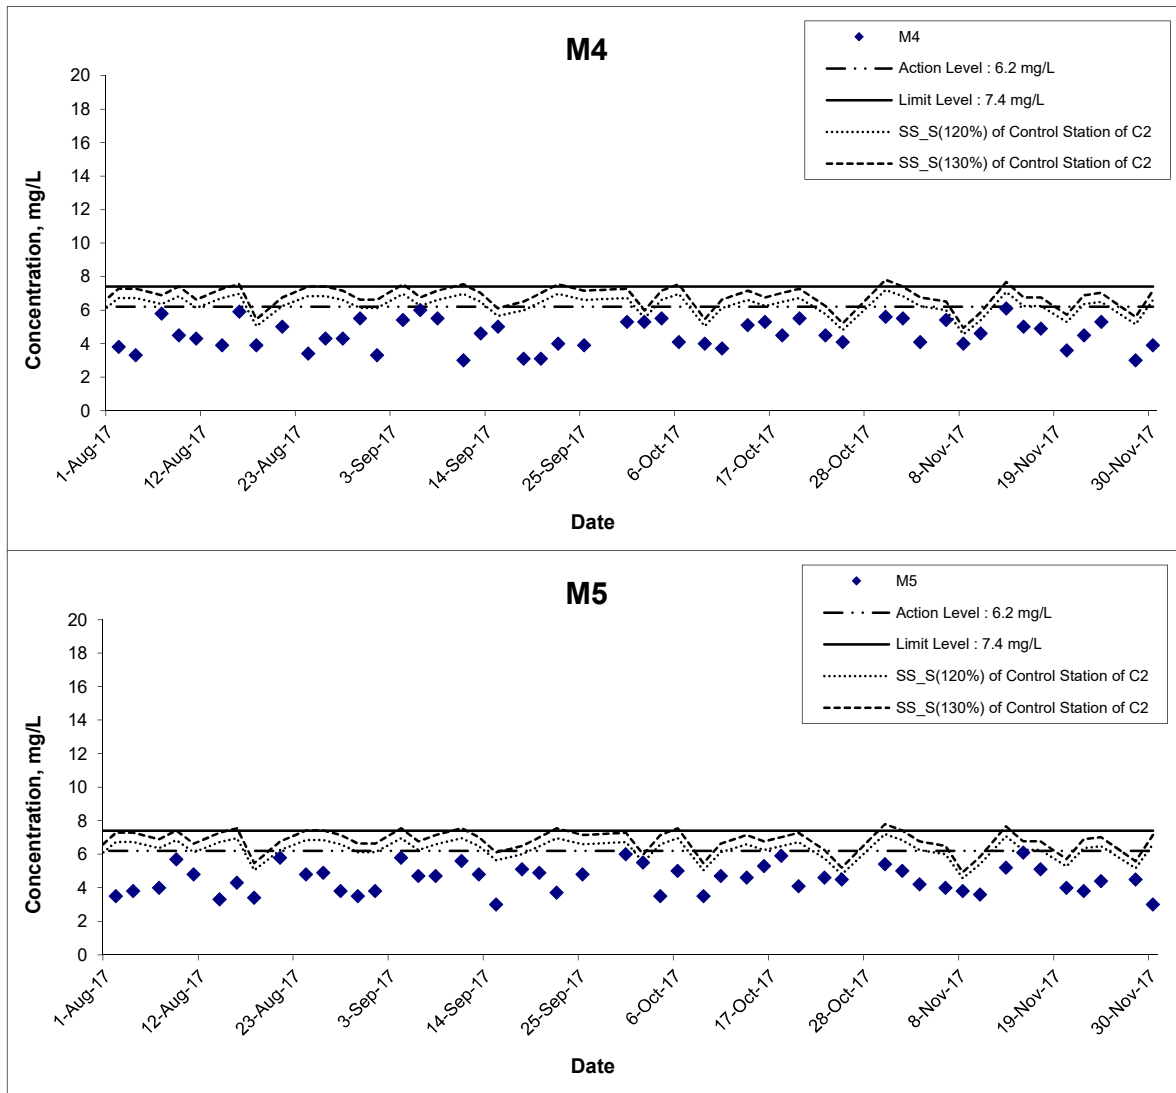 M4
M4
Action Level : 6.2 mg/L
Limit Level : 7.4 mg/L
SS_S(120%) of Control Station of C2
SS_S(130%) of Control Station of C2
Concentration, mg/L
20
18
16
14
12
10
8
6
4
2
0
1-Aug-17
12-Aug-17
23-Aug-17
3-Sep-17
14-Sep-17
25-Sep-17
6-Oct-17
17-Oct-17
28-Oct-17
8-Nov-17
19-Nov-17
30-Nov-17
Date
M5
M5
Action Level : 6.2 mg/L
Limit Level : 7.4 mg/L
SS_S(120%) of Control Station of C2
SS_S(130%) of Control Station of C2
Concentration, mg/L
20
18
16
14
12
10
8
6
4
2
0
1-Aug-17
12-Aug-17
23-Aug-17
3-Sep-17
14-Sep-17
25-Sep-17
6-Oct-17
17-Oct-17
28-Oct-17
8-Nov-17
19-Nov-17
30-Nov-17
Date